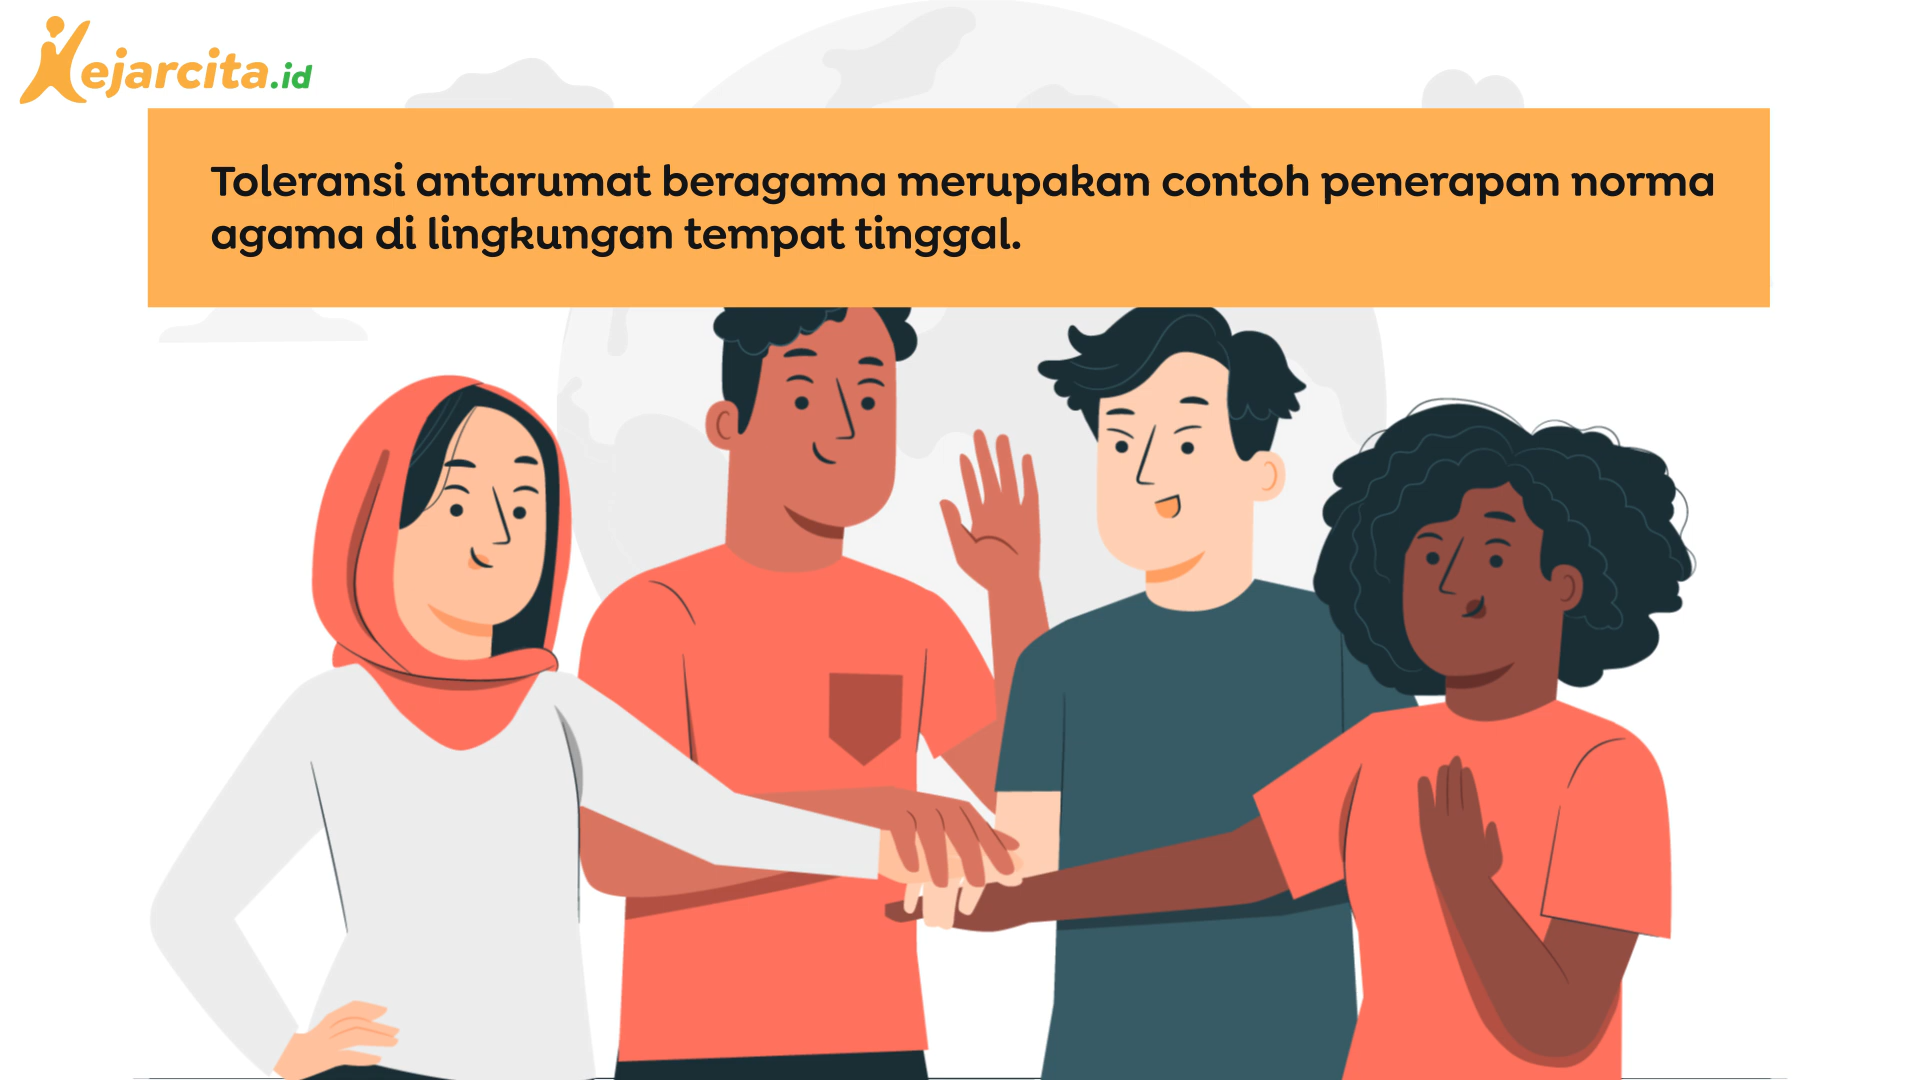 Kejarcita.id
Toleransi antarumat beragama merupakan contoh penerapan norma
agama di lingkungan tempat tinggal.